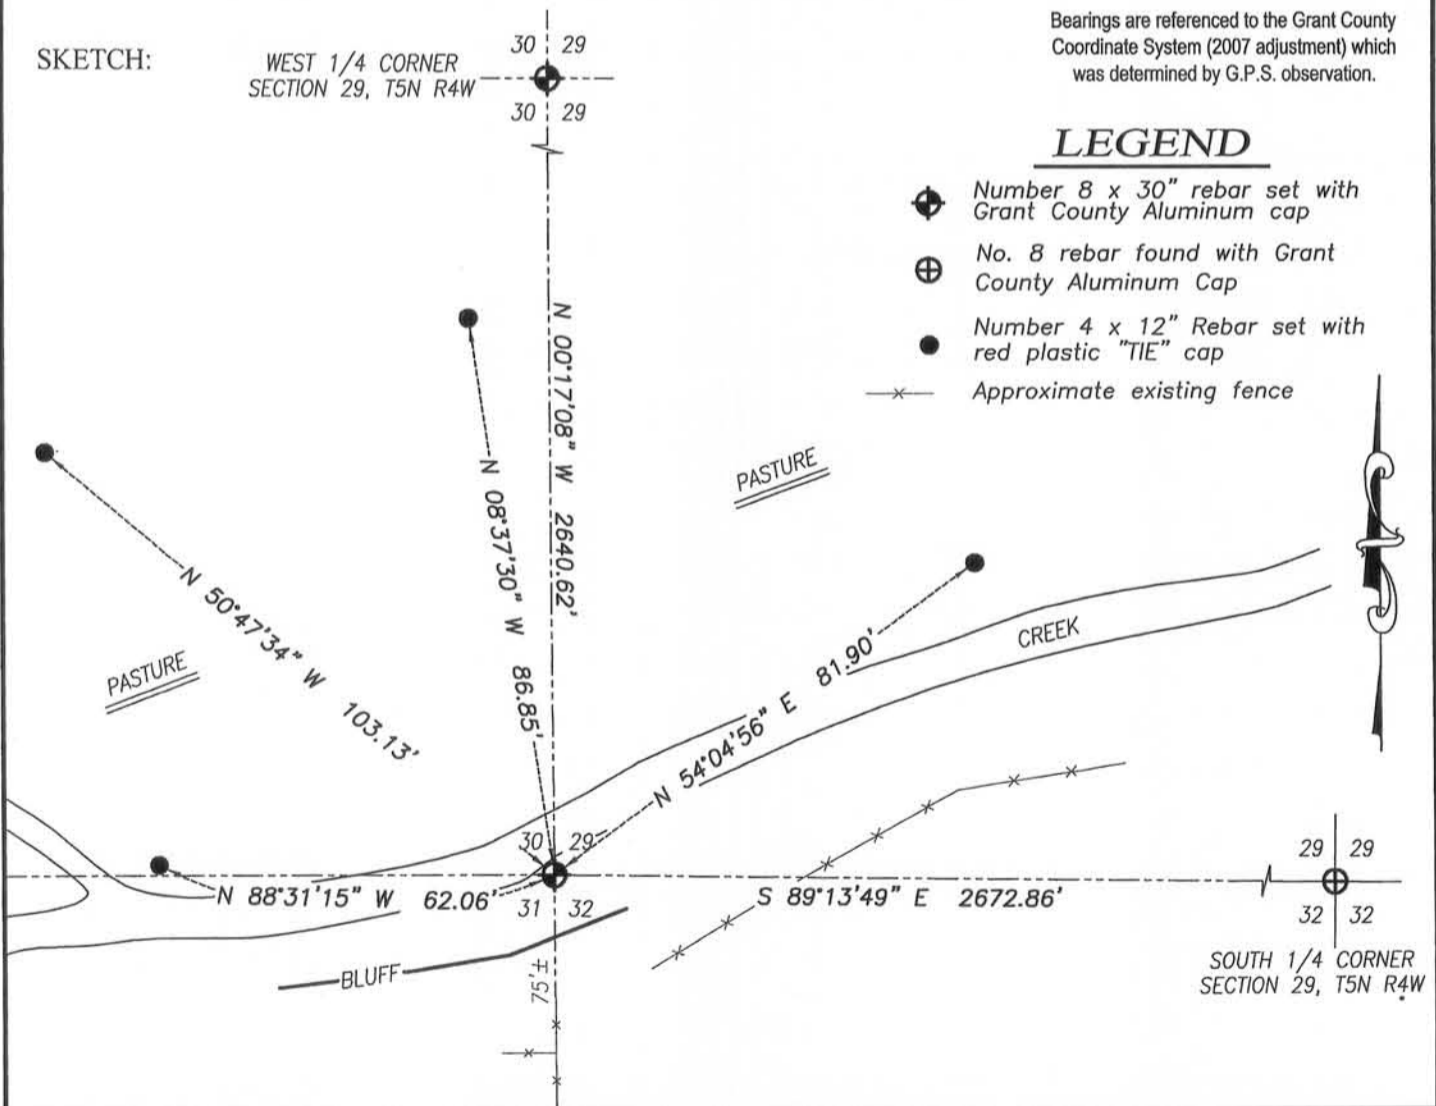 SKETCH:
Bearings are referenced to the Grant County
Coordinate System (2007 adjustment) which
was determined by G.P.S. observation.
WEST 1/4 CORNER
SECTION 29, T5N R4W
30 29
30 29
LEGEND
Number 8 x 30" rebar set with
Grant County Aluminum cap
No. 8 rebar found with Grant
County Aluminum Cap
Number 4 x 12" Rebar set with
red plastic "TIE" cap
Approximate existing fence
N 00°17'08" W 2640.62'
N 08°37'30" W 86.85'
N 50°47'34" W 103.13'
PASTURE
PASTURE
N 54°04'56" E 81.90'
CREEK
30 29
31 32
N 88°31'15" W 62.06'
S 89°13'49" E 2672.86'
29 29
32 32
SOUTH 1/4 CORNER
SECTION 29, T5N R4W
BLUFF
75'±